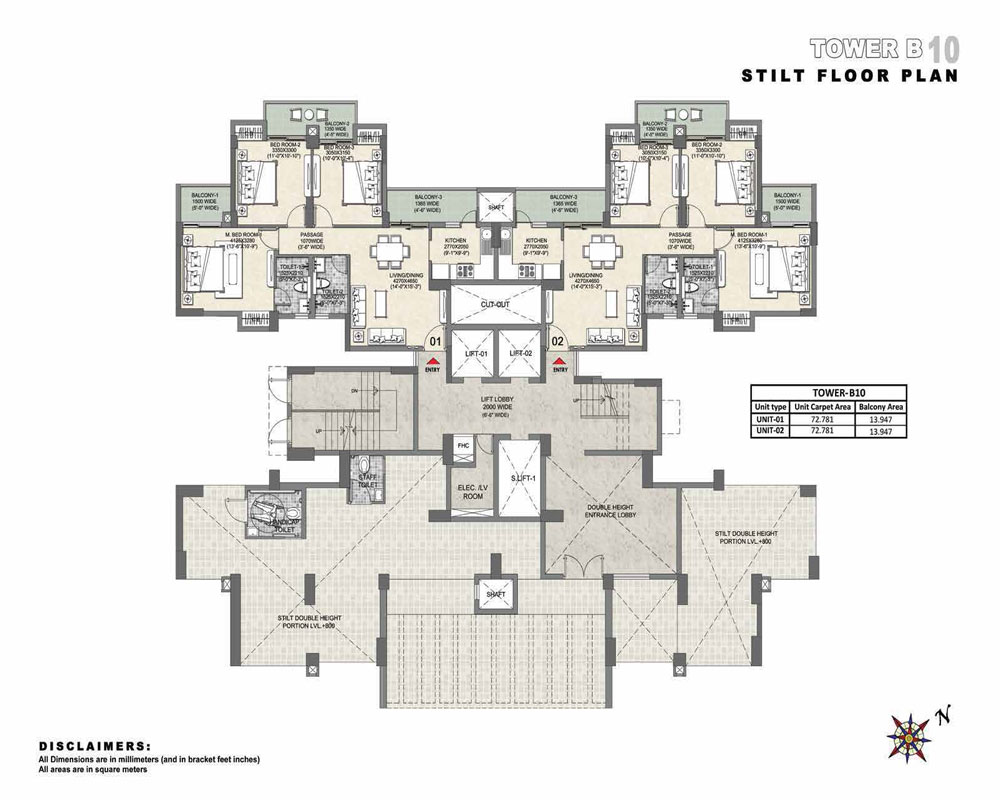 TOWER B 10
STILT FLOOR PLAN
BALCONY-2
1350 WIDE
(4'-5" WIDE)
BALCONY-2
1350 WIDE
(4'-5" WIDE)
BED ROOM-2
3350X3300
(11'-0"X10'-10")
BED ROOM-3
3050X3150
(10'-0"X10'-4")
BED ROOM-3
3050X3150
(10'-0"X10'-4")
BED ROOM-2
3350X3300
(11'-0"X10'-10")
BALCONY-1
1500 WIDE
(5'-0" WIDE)
BALCONY-3
1365 WIDE
(4'-6" WIDE)
SHAFT
BALCONY-3
1365 WIDE
(4'-6" WIDE)
BALCONY-1
1500 WIDE
(5'-0" WIDE)
M. BED ROOM-1
4125X3280
(13'-6"X10'-9")
PASSAGE
1070WIDE
(3'-6" WIDE)
KITCHEN
2770X2050
(9'-1"X6'-9")
KITCHEN
2770X2050
(9'-1"X6'-9")
PASSAGE
1070WIDE
(3'-6" WIDE)
M. BED ROOM-1
4125X3280
(13'-6"X10'-9")
TOILET-1
1525X2210
TOILET-2
1525X2210
LIVING/DINING
4270X4650
(14'-0"X15'-3")
LIVING/DINING
4270X4650
(14'-0"X15'-3")
TOILET-2
1525X2210
TOILET-1
1525X2210
CUT-OUT
01
ENTRY
LIFT-01
LIFT-02
02
ENTRY
DN
UP
LIFT LOBBY
2000 WIDE
(6'-6" WIDE)
UP
TOWER-B10
Unit type Unit Carpet Area Balcony Area
UNIT-01 72.781 13.947
UNIT-02 72.781 13.947
FHC
STAFF
TOILET
ELEC. /LV
ROOM
S.LIFT-1
HANDICAP
TOILET
DOUBLE HEIGHT
ENTRANCE LOBBY
STILT DOUBLE HEIGHT
PORTION LVL.+800
SHAFT
STILT DOUBLE HEIGHT
PORTION LVL.+800
N
DISCLAIMERS:
All Dimensions are in millimeters (and in bracket feet inches)
All areas are in square meters